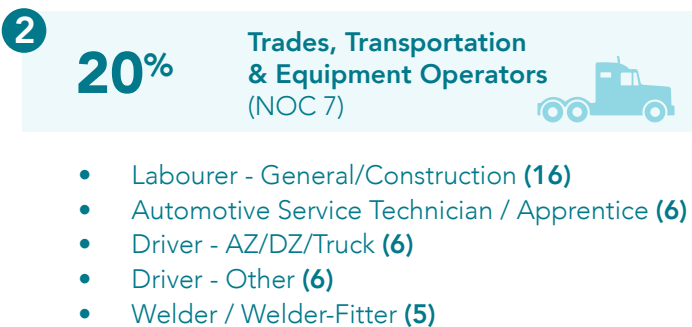 2
20%
Trades, Transportation
& Equipment Operators
(NOC 7)
• Labourer - General/Construction (16)
• Automotive Service Technician / Apprentice (6)
• Driver - AZ/DZ/Truck (6)
• Driver - Other (6)
• Welder / Welder-Fitter (5)